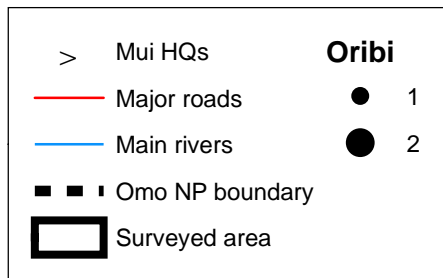 > Mui HQs
Major roads
Main rivers
Omo NP boundary
Surveyed area
Oribi
1
2